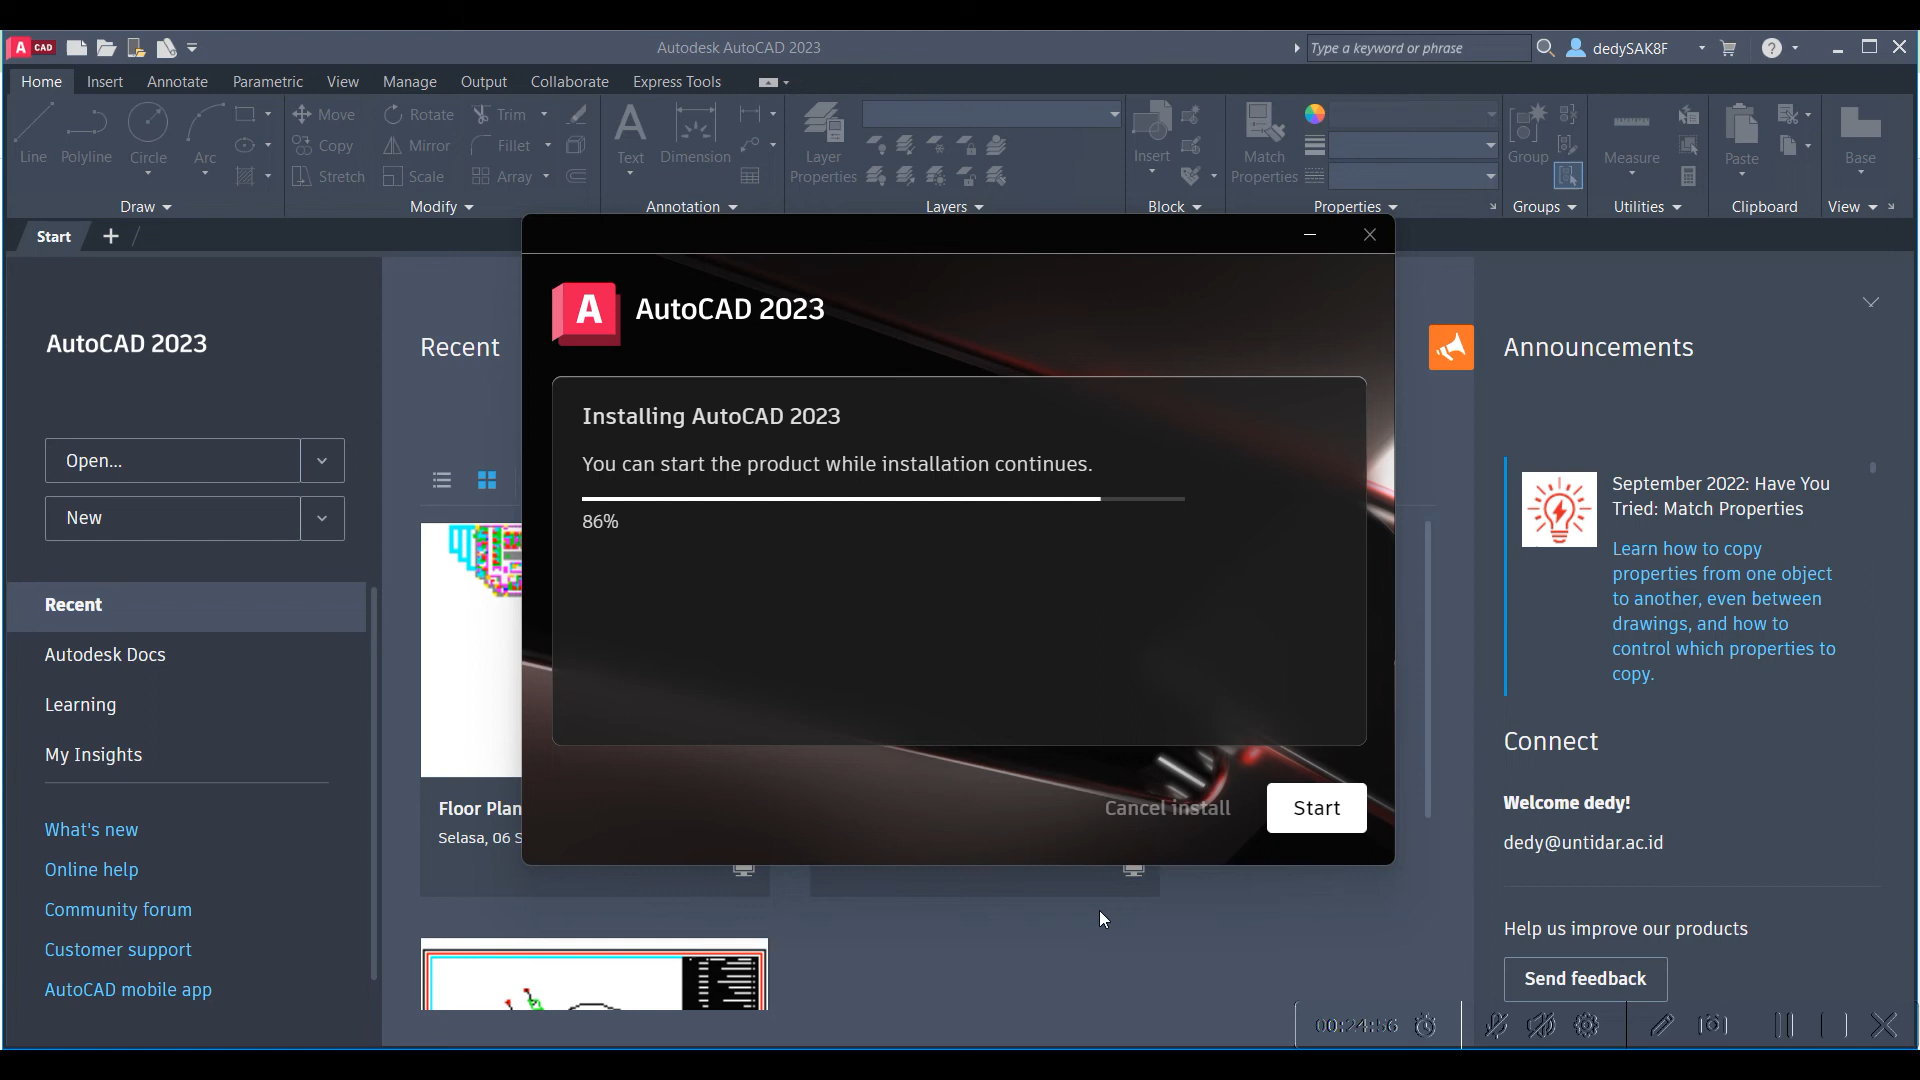 A CAD
Autodesk AutoCAD 2023
Type a keyword or phrase
dedySAK8F
?
Home Insert Annotate Parametric View Manage Output Collaborate Express Tools
Line
Polyline
Circle
Arc
Draw
Move
Rotate
Trim
Copy
Mirror
Fillet
Stretch
Scale
Array
Modify
Text
Dimension
Annotation
Layer
Properties
Layers
Insert
Block
Match
Properties
Properties
Group
Groups
Measure
Utilities
Paste
Clipboard
Base
View
Start
AutoCAD 2023
Open...
New
Recent
Autodesk Docs
Learning
My Insights
What's new
Online help
Community forum
Customer support
AutoCAD mobile app
Recent
Floor Plan
Selasa, 06 S
A AutoCAD 2023
Installing AutoCAD 2023
You can start the product while installation continues.
86%
Cancel install
Start
Announcements
September 2022: Have You
Tried: Match Properties
Learn how to copy
properties from one object
to another, even between
drawings, and how to
control which properties to
copy.
Connect
Welcome dedy!
dedy@untidar.ac.id
Help us improve our products
Send feedback
00:24:56